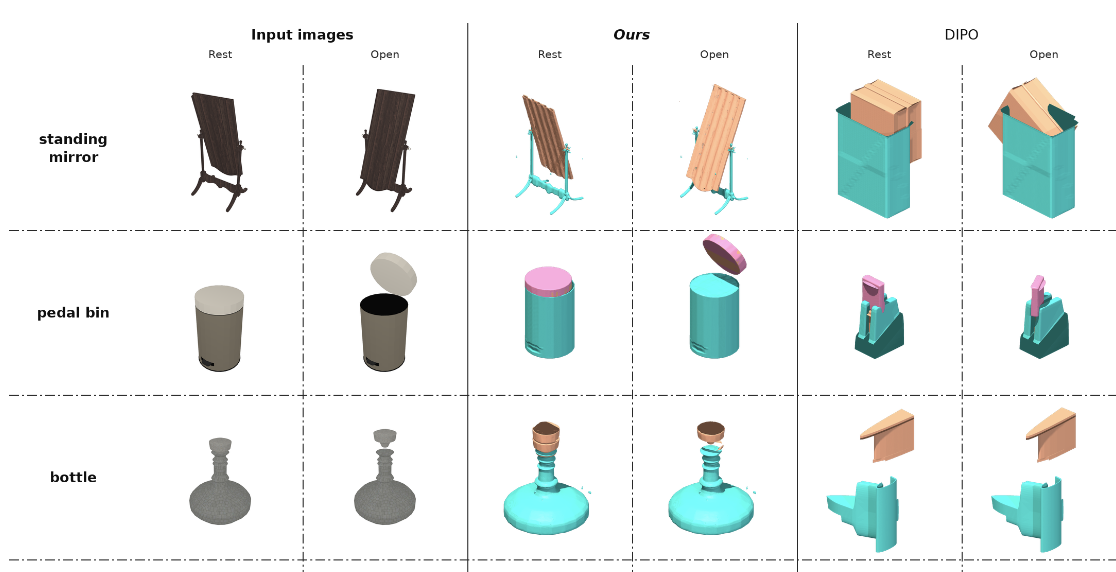 Input images
Ours
DIPO
Rest
Open
Rest
Open
Rest
Open
standing
mirror
pedal bin
bottle